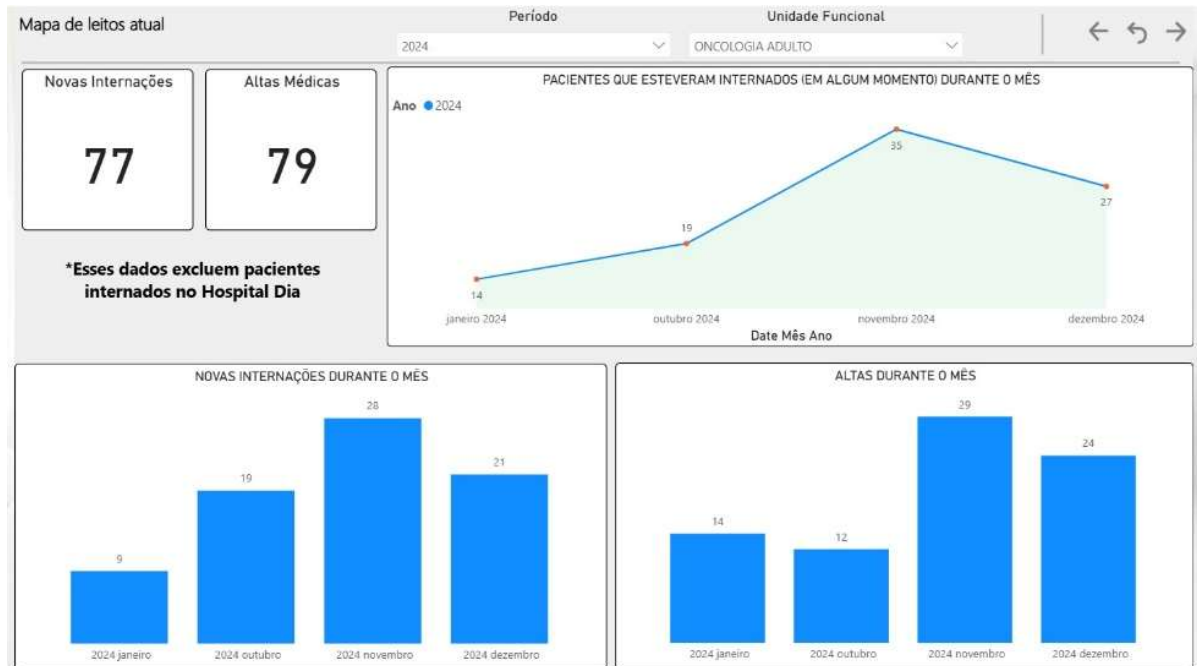 Mapa de leitos atual
Período
2024
Unidade Funcional
ONCOLOGIA ADULTO
Novas Internações
77
Altas Médicas
79
*Esses dados excluem pacientes
internados no Hospital Dia
PACIENTES QUE ESTEVERAM INTERNADOS (EM ALGUM MOMENTO) DURANTE O MÊS
Ano 2024
14
19
35
27
janeiro 2024
outubro 2024
novembro 2024
dezembro 2024
Date Mês Ano
NOVAS INTERNAÇÕES DURANTE O MÊS
9
19
28
21
2024 janeiro
2024 outubro
2024 novembro
2024 dezembro
ALTAS DURANTE O MÊS
14
12
29
24
2024 janeiro
2024 outubro
2024 novembro
2024 dezembro